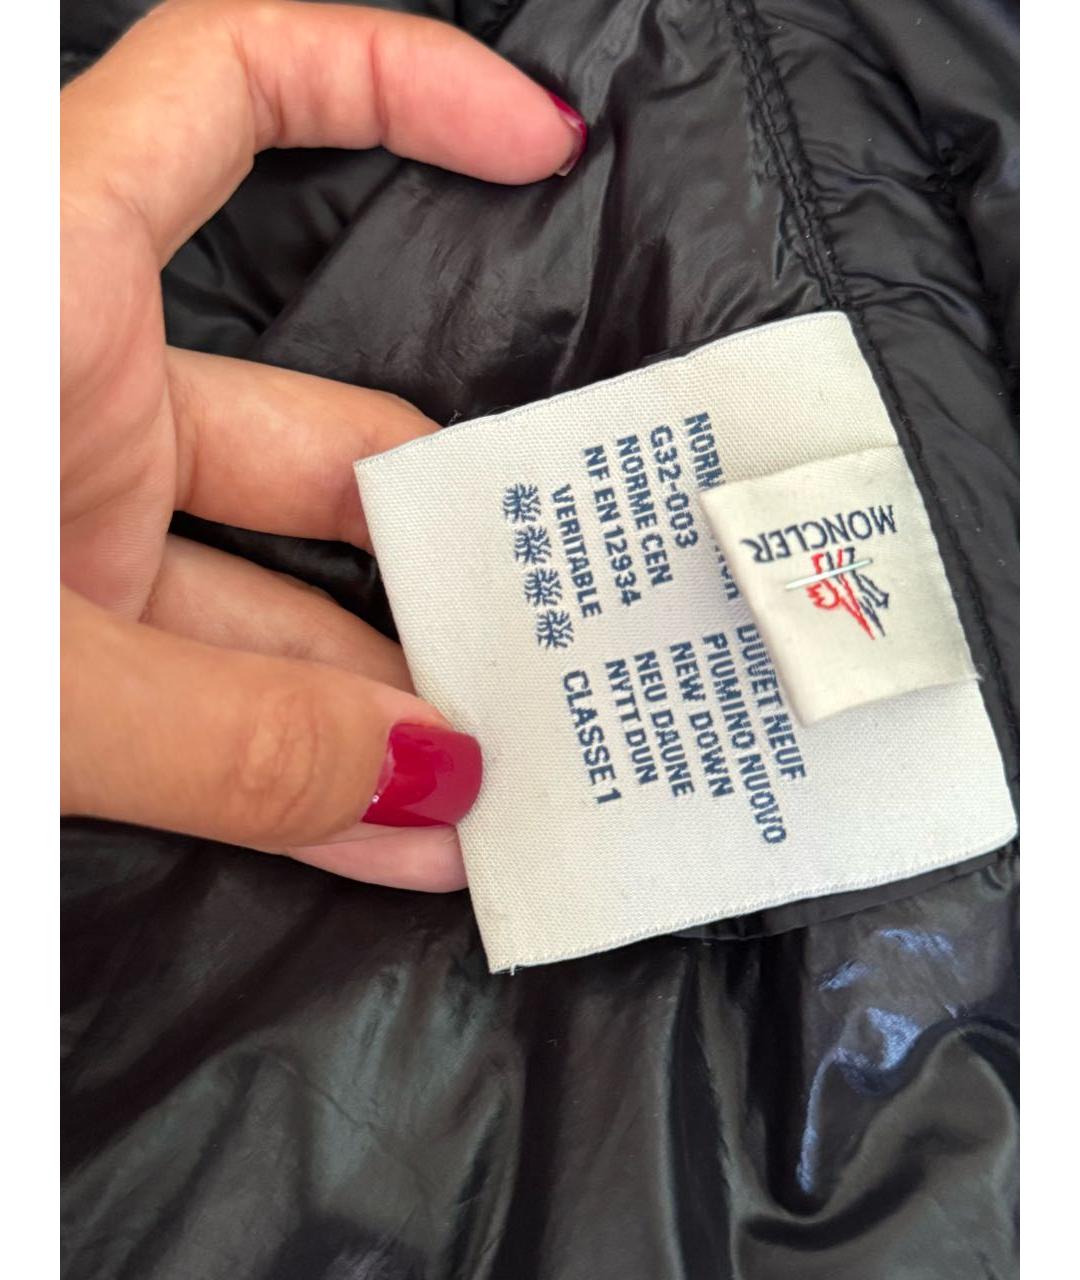 MONCLER
NORM
G32-003
NORME CEN
NF EN 12934
VERITABLE
DUVET NEUF
PIUMINO NUOVO
NEW DOWN
NEU DAUNE
NYTT DUN
CLASSE 1